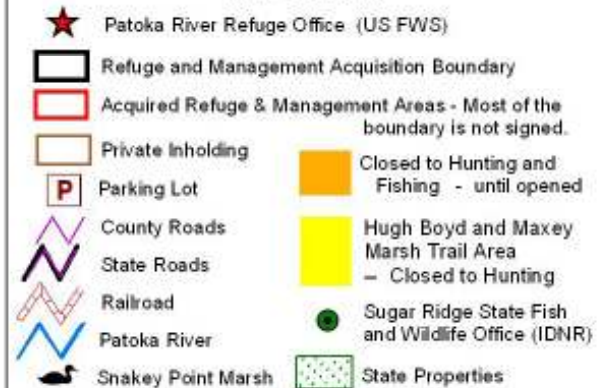 Patoka River Refuge Office (US FWS)
Refuge and Management Acquisition Boundary
Acquired Refuge & Management Areas - Most of the
boundary is not signed.
Private Inholding
P Parking Lot
County Roads
State Roads
Railroad
Patoka River
Snakey Point Marsh
Closed to Hunting and
Fishing - until opened
Hugh Boyd and Maxey
Marsh Trail Area
– Closed to Hunting
Sugar Ridge State Fish
and Wildlife Office (IDNR)
State Properties